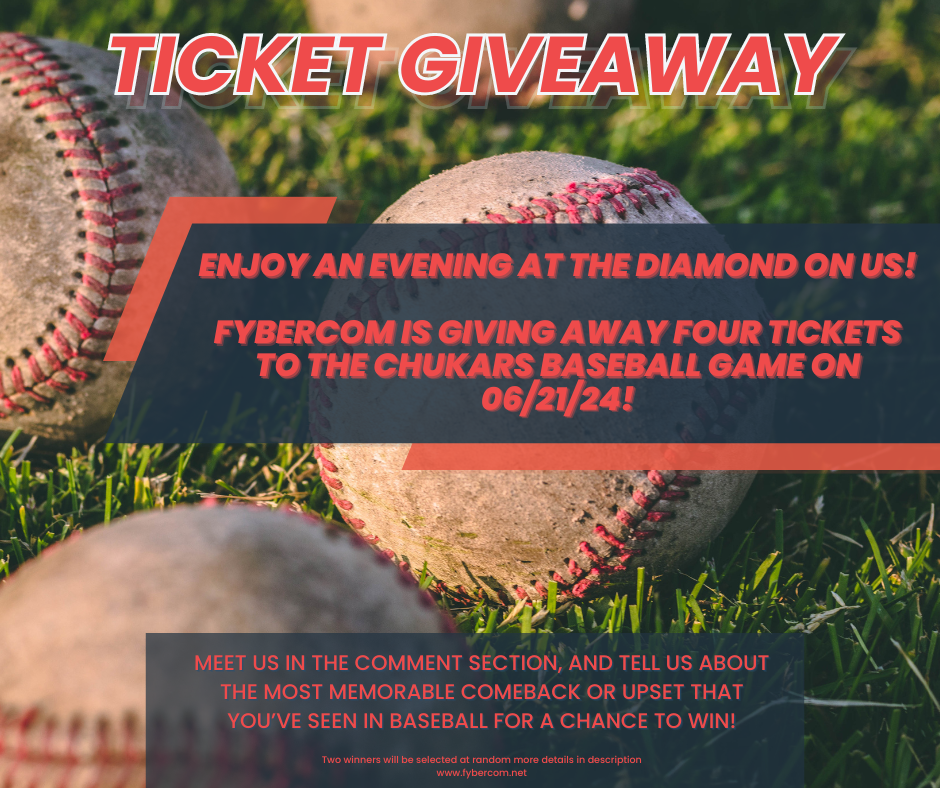 TICKET GIVEAWAY
ENJOY AN EVENING AT THE DIAMOND ON US!
FYBERCOM IS GIVING AWAY FOUR TICKETS
TO THE CHUKARS BASEBALL GAME ON
06/21/24!
MEET US IN THE COMMENT SECTION, AND TELL US ABOUT
THE MOST MEMORABLE COMEBACK OR UPSET THAT
YOU’VE SEEN IN BASEBALL FOR A CHANCE TO WIN!
Two winners will be selected at random more details in description
www.fybercom.net